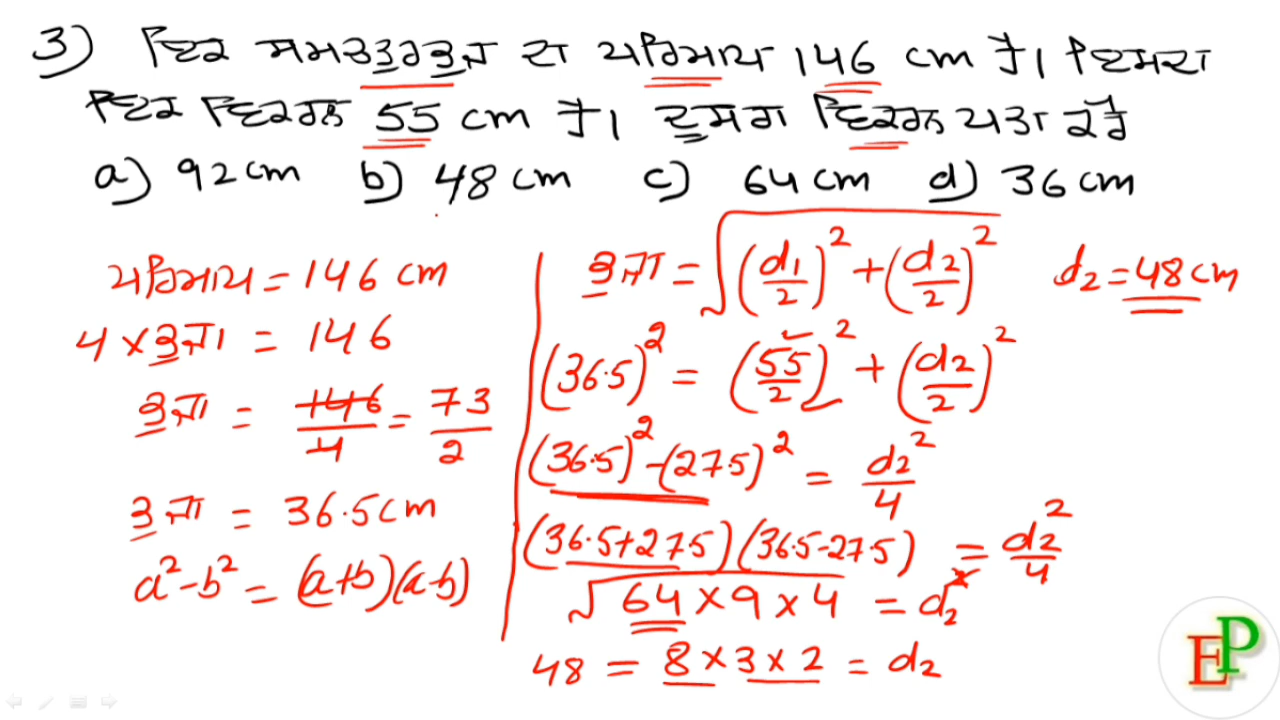 3) ਇਕ ਸਮਚਤੁਰਭੁਜ ਦਾ ਪਰਿਮਾਪ 146 cm ਹੈ। ਇਸਦਾ
ਇਕ ਵਿਕਰਨ 55 cm ਹੈ। ਦੂਸਰਾ ਵਿਕਰਨ ਪਤਾ ਕਰੋ
a) 92 cm b) 48 cm c) 64 cm d) 36 cm
ਪਰਿਮਾਪ = 146 cm
4 × ਭੁਜਾ = 146
ਭੁਜਾ = 146/4 = 73/2
ਭੁਜਾ = 36.5 cm
a² - b² = (a+b)(a-b)
ਭੁਜਾ = √((d1/2)² + (d2/2)²)
(36.5)² = (55/2)² + (d2/2)²
(36.5)² - (27.5)² = d2²/4
(36.5+27.5)(36.5-27.5) = d2²/4
√(64 × 9 × 4) = d2
48 = 8 × 3 × 2 = d2
d2 = 48 cm
EP